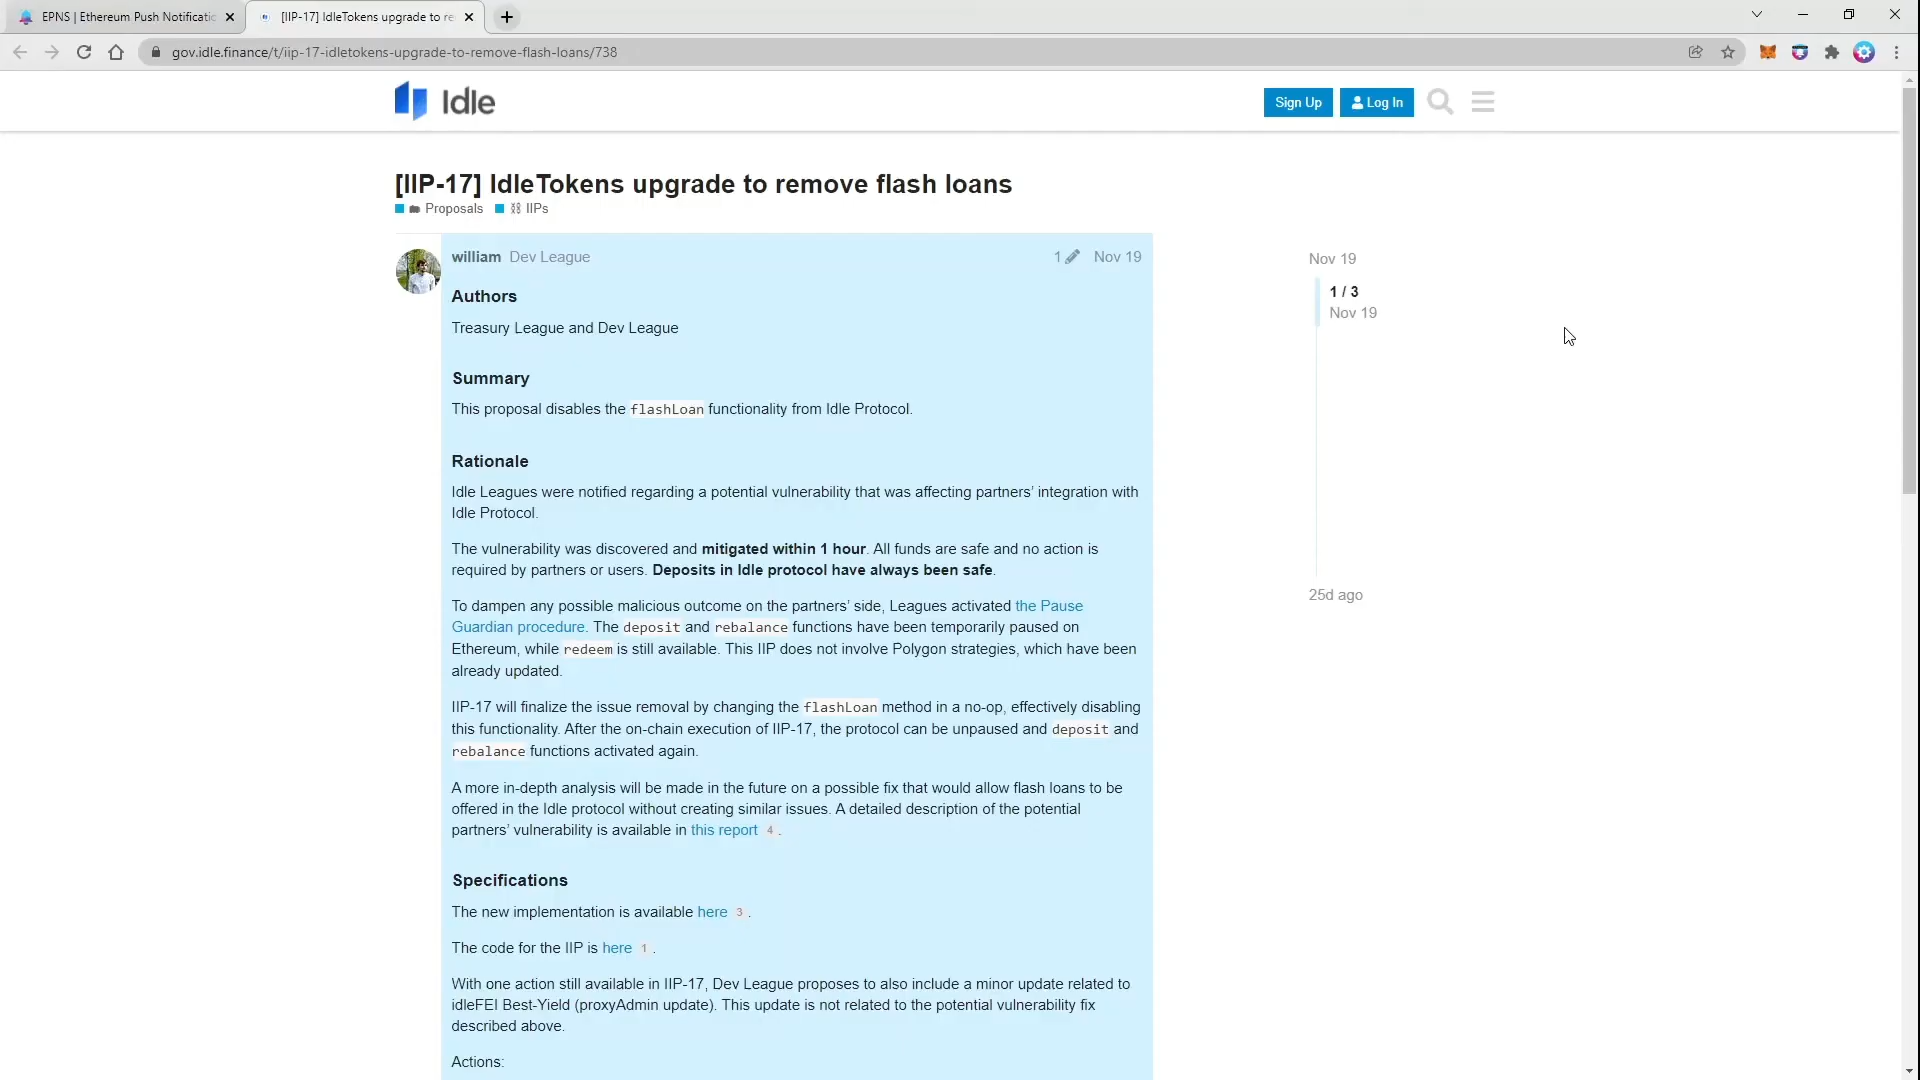 EPNS | Ethereum Push Notificatic
[IIP-17] IdleTokens upgrade to re
gov.idle.finance/t/iip-17-idletokens-upgrade-to-remove-flash-loans/738
Idle
Sign Up
Log In
[IIP-17] IdleTokens upgrade to remove flash loans
Proposals
IIPs
william Dev League
1
Nov 19
Authors
Treasury League and Dev League
Summary
This proposal disables the flashLoan functionality from Idle Protocol.
Rationale
Idle Leagues were notified regarding a potential vulnerability that was affecting partners’ integration with
Idle Protocol.
The vulnerability was discovered and mitigated within 1 hour. All funds are safe and no action is
required by partners or users. Deposits in Idle protocol have always been safe.
To dampen any possible malicious outcome on the partners’ side, Leagues activated the Pause
Guardian procedure. The deposit and rebalance functions have been temporarily paused on
Ethereum, while redeem is still available. This IIP does not involve Polygon strategies, which have been
already updated.
IIP-17 will finalize the issue removal by changing the flashLoan method in a no-op, effectively disabling
this functionality. After the on-chain execution of IIP-17, the protocol can be unpaused and deposit and
rebalance functions activated again.
A more in-depth analysis will be made in the future on a possible fix that would allow flash loans to be
offered in the Idle protocol without creating similar issues. A detailed description of the potential
partners’ vulnerability is available in this report 4 .
Specifications
The new implementation is available here 3 .
The code for the IIP is here 1 .
With one action still available in IIP-17, Dev League proposes to also include a minor update related to
idleFEI Best-Yield (proxyAdmin update). This update is not related to the potential vulnerability fix
described above.
Actions:
Nov 19
1 / 3
Nov 19
25d ago